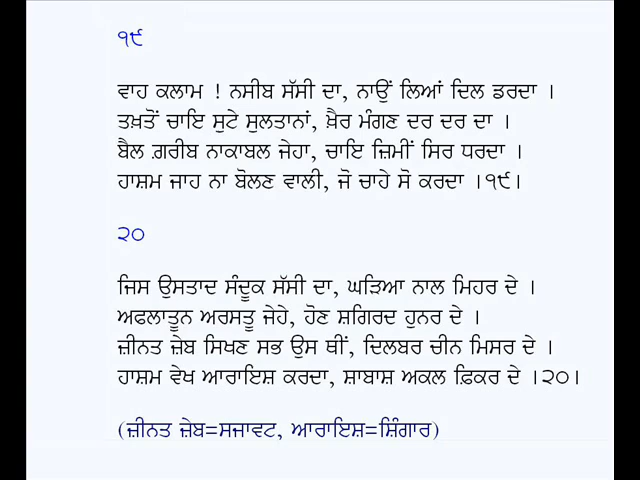 ੧੯
ਵਾਹ ਕਲਾਮ ! ਨਸੀਬ ਸੱਸੀ ਦਾ, ਨਾਉਂ ਲਿਆਂ ਦਿਲ ਡਰਦਾ ।
ਤਖ਼ਤੋਂ ਚਾਇ ਸੁਟੇ ਸੁਲਤਾਨਾਂ, ਖ਼ੈਰ ਮੰਗਣ ਦਰ ਦਰ ਦਾ ।
ਬੈਲ ਗ਼ਰੀਬ ਨਾਕਾਬਲ ਜੇਹਾ, ਚਾਇ ਜ਼ਿਮੀਂ ਸਿਰ ਧਰਦਾ ।
ਹਾਸ਼ਮ ਜਾਹ ਨਾ ਬੋਲਣ ਵਾਲੀ, ਜੋ ਚਾਹੇ ਸੋ ਕਰਦਾ ।੧੯।
੨੦
ਜਿਸ ਉਸਤਾਦ ਸੰਦੂਕ ਸੱਸੀ ਦਾ, ਘੜਿਆ ਨਾਲ ਮਿਹਰ ਦੇ ।
ਅਫਲਾਤੂਨ ਅਰਸਤੂ ਜੇਹੇ, ਹੋਣ ਸ਼ਗਿਰਦ ਹੁਨਰ ਦੇ ।
ਜ਼ੀਨਤ ਜ਼ੇਬ ਸਿਖਣ ਸਭ ਉਸ ਥੀਂ, ਦਿਲਬਰ ਚੀਨ ਮਿਸਰ ਦੇ ।
ਹਾਸ਼ਮ ਵੇਖ ਆਰਾਇਸ਼ ਕਰਦਾ, ਸ਼ਾਬਾਸ਼ ਅਕਲ ਫ਼ਿਕਰ ਦੇ ।੨੦।
(ਜ਼ੀਨਤ ਜ਼ੇਬ=ਸਜਾਵਟ, ਆਰਾਇਸ਼=ਸ਼ਿੰਗਾਰ)